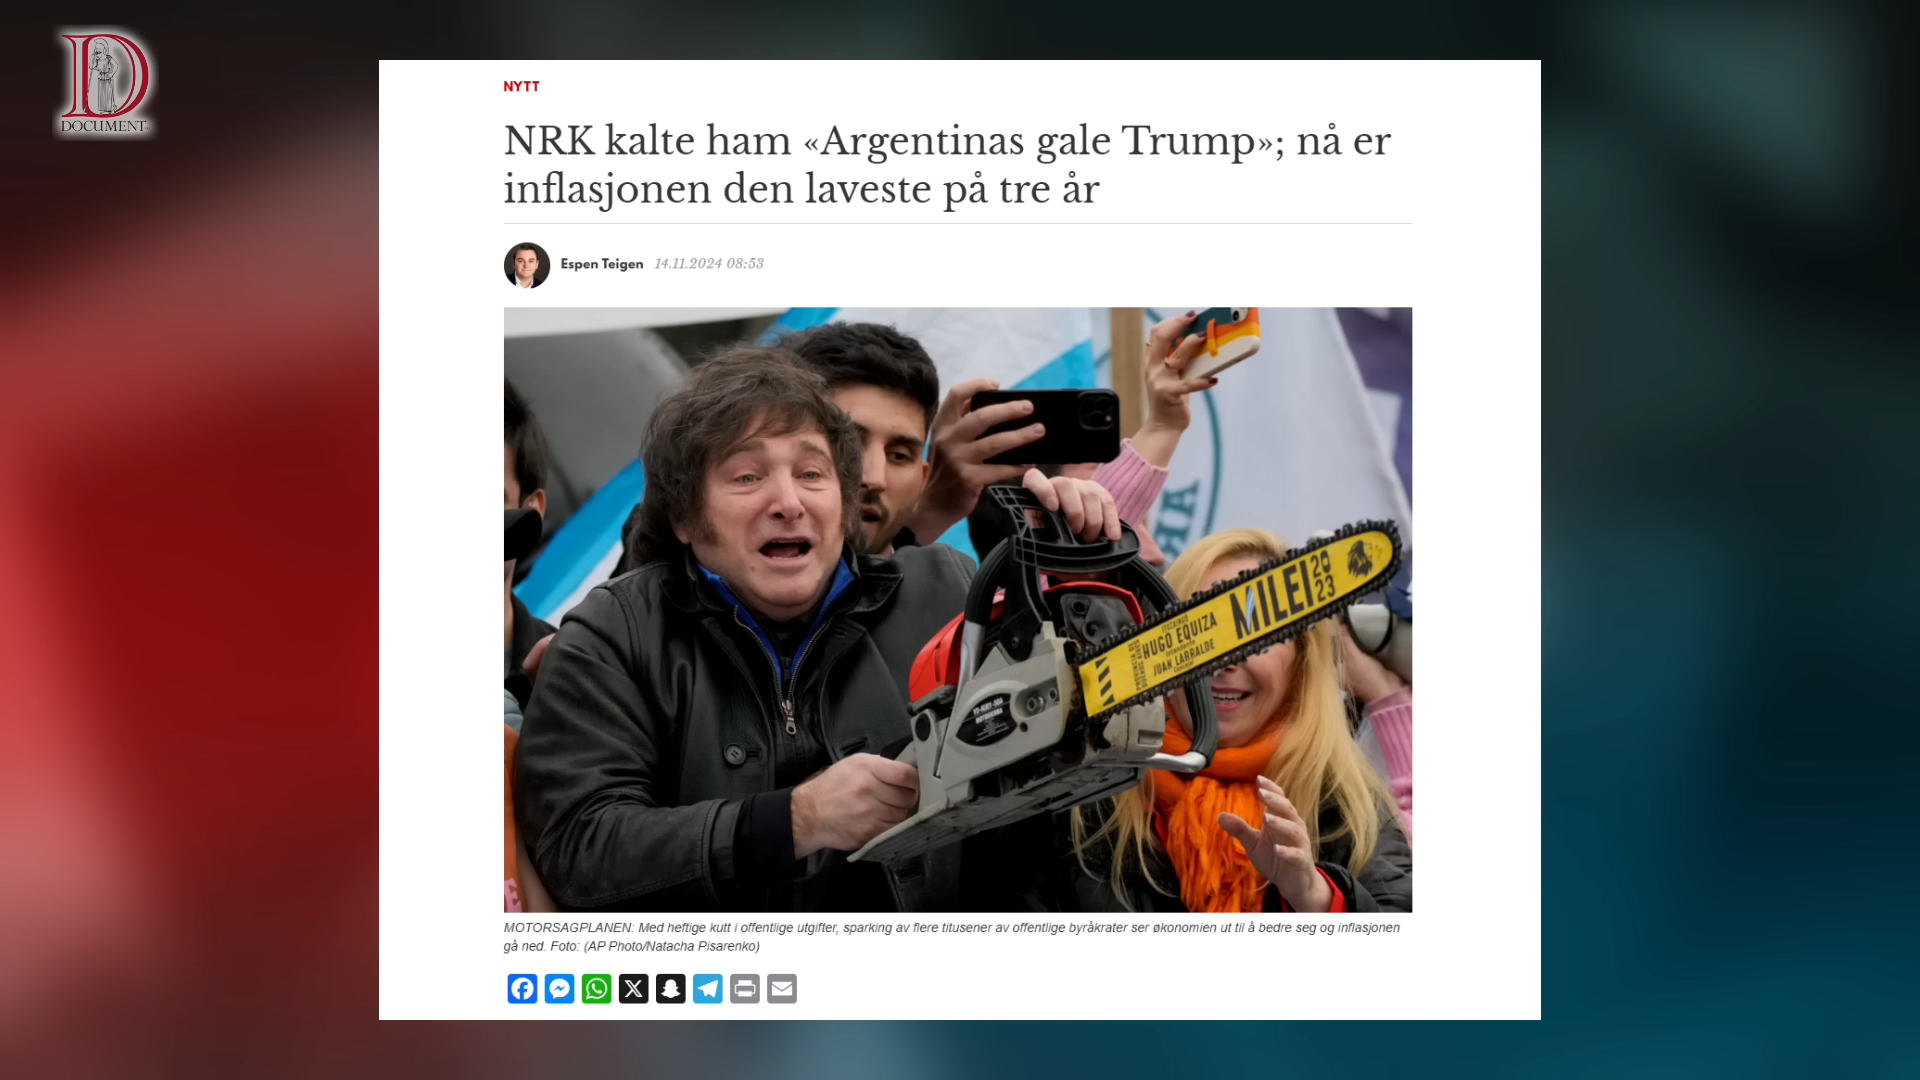 DOCUMENT
NYTT
NRK kalte ham «Argentinas gale Trump»; nå er
inflasjonen den laveste på tre år
Espen Teigen 14.11.2024 08:53
MILEI 2023
HUGO EQUIZA
JUAN LABRALDE
MOTORSAGPLANEN: Med heftige kutt i offentlige utgifter, sparking av flere titusener av offentlige byråkrater ser økonomien ut til å bedre seg og inflasjonen
gå ned. Foto: (AP Photo/Natacha Pisarenko)